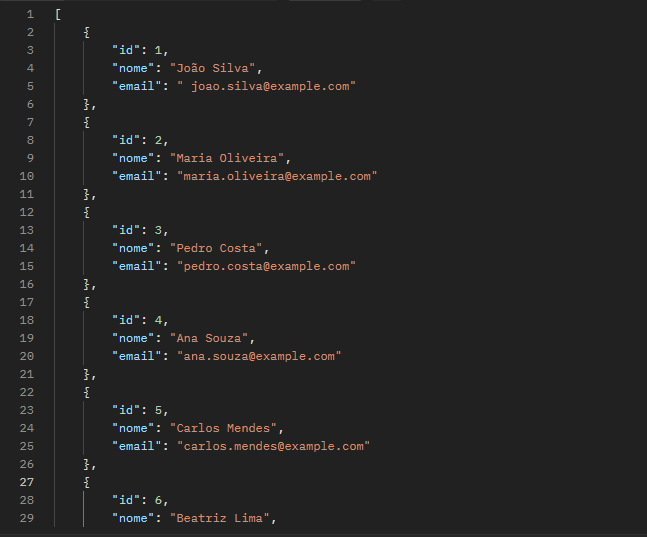 1 [
2 {
3 "id": 1,
4 "nome": "João Silva",
5 "email": " joao.silva@example.com"
6 },
7 {
8 "id": 2,
9 "nome": "Maria Oliveira",
10 "email": "maria.oliveira@example.com"
11 },
12 {
13 "id": 3,
14 "nome": "Pedro Costa",
15 "email": "pedro.costa@example.com"
16 },
17 {
18 "id": 4,
19 "nome": "Ana Souza",
20 "email": "ana.souza@example.com"
21 },
22 {
23 "id": 5,
24 "nome": "Carlos Mendes",
25 "email": "carlos.mendes@example.com"
26 },
27 {
28 "id": 6,
29 "nome": "Beatriz Lima",